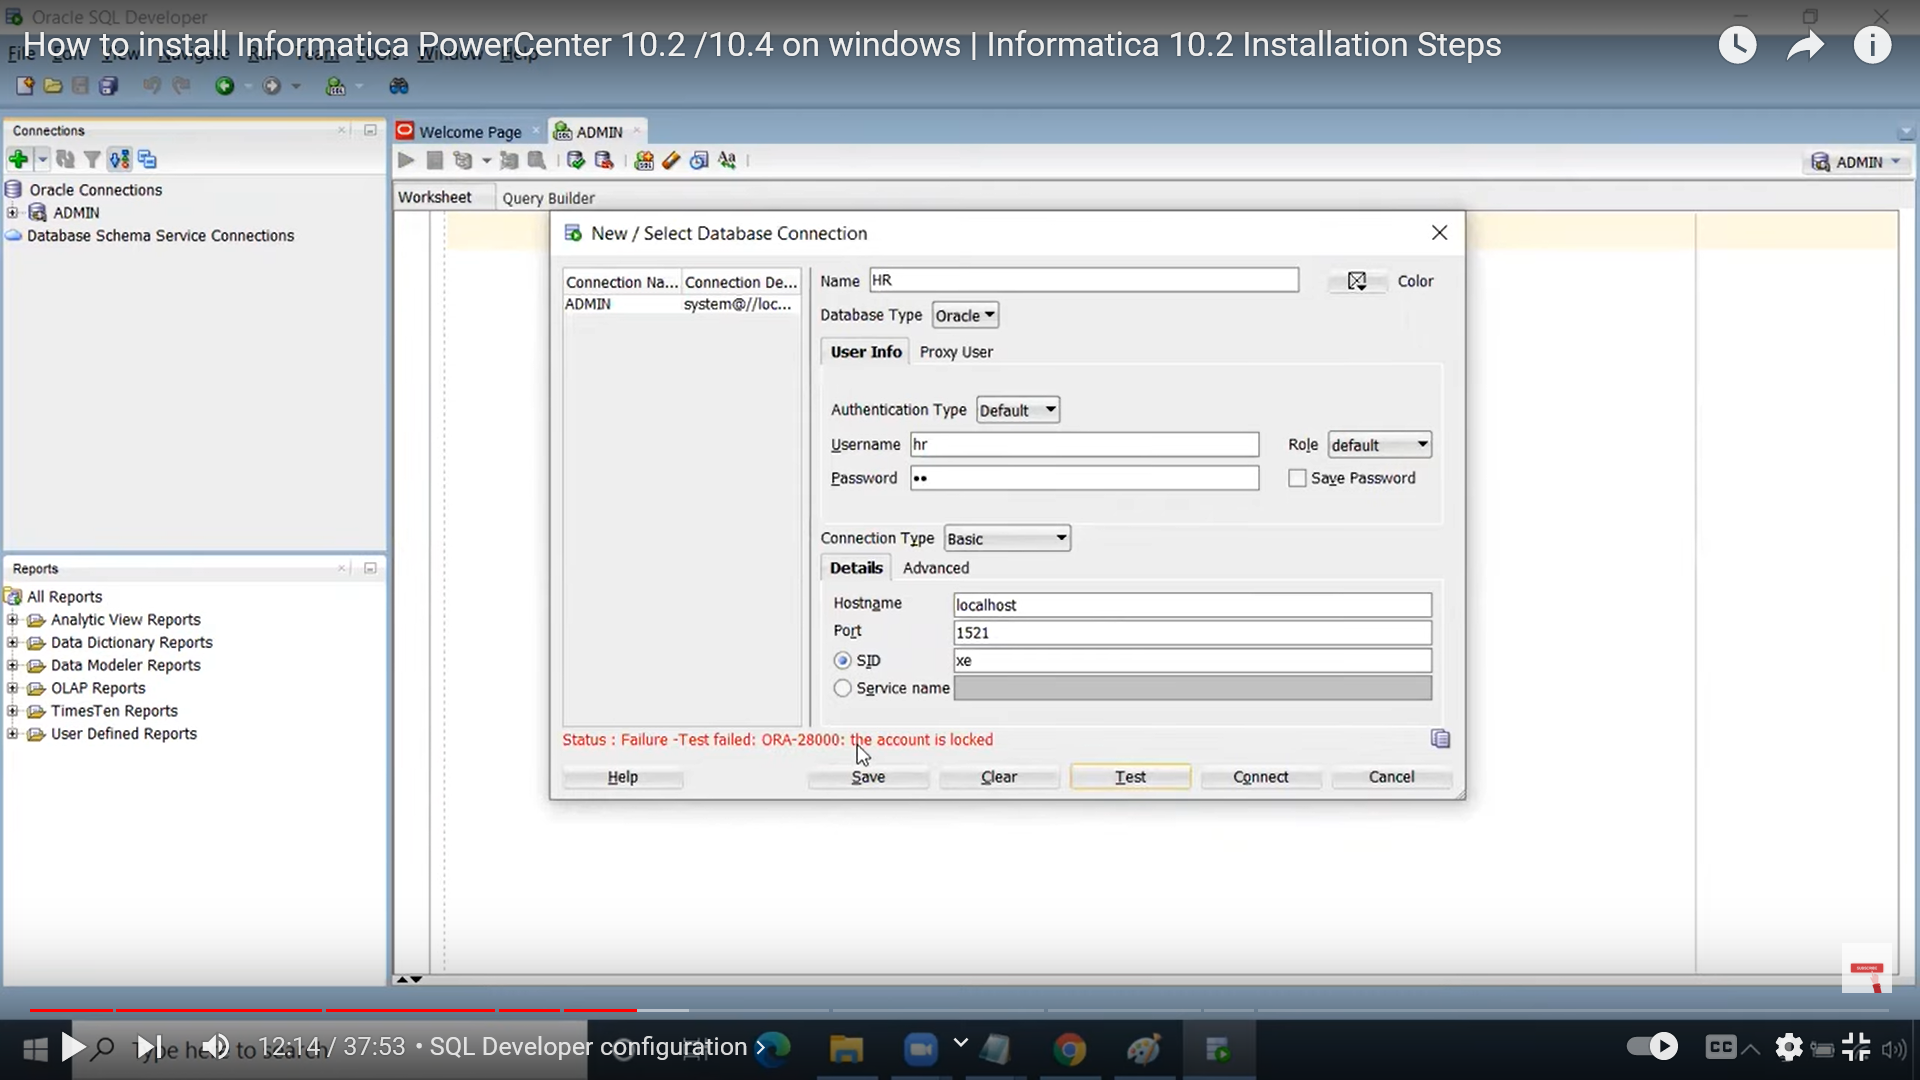 Oracle SQL Developer
How to install Informatica PowerCenter 10.2 /10.4 on windows | Informatica 10.2 Installation Steps
File Edit View Navigate Run Team Tools Window Help
Connections
Welcome Page
ADMIN
ADMIN
Oracle Connections
ADMIN
Database Schema Service Connections
Worksheet
Query Builder
New / Select Database Connection
Connection Na...
Connection De...
ADMIN
system@//loc...
Name
HR
Color
Database Type
Oracle
User Info
Proxy User
Authentication Type
Default
Username
hr
Role
default
Password
••
Save Password
Connection Type
Basic
Details
Advanced
Hostname
localhost
Port
1521
SID
xe
Service name
Status : Failure -Test failed: ORA-28000: the account is locked
Help
Save
Clear
Test
Connect
Cancel
Reports
All Reports
Analytic View Reports
Data Dictionary Reports
Data Modeler Reports
OLAP Reports
TimesTen Reports
User Defined Reports
Type here to search
12:14 / 37:53 • SQL Developer configuration >
CC